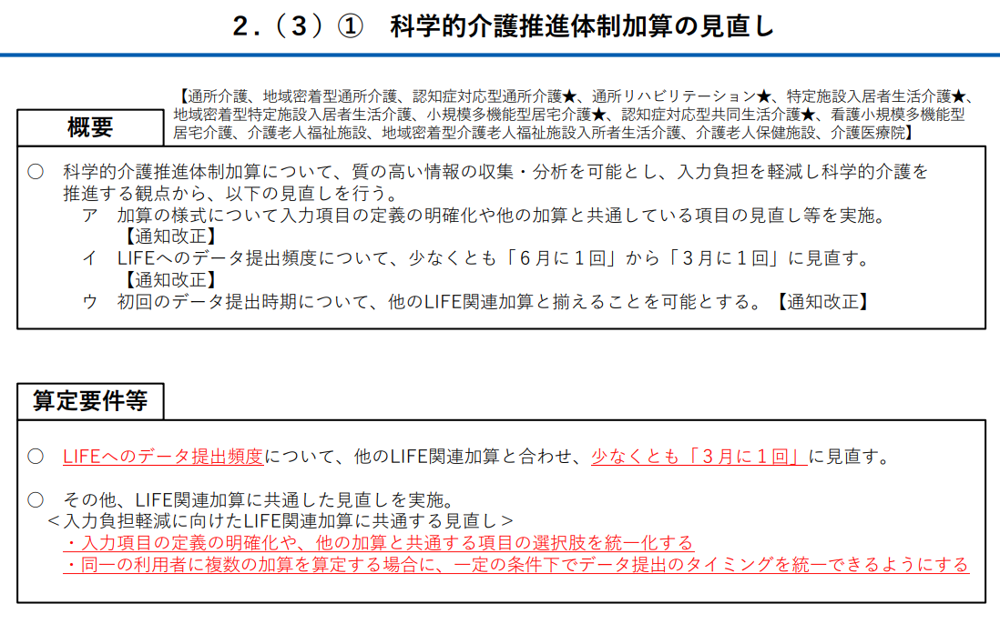 ２．（３）①　科学的介護推進体制加算の見直し
概要
【通所介護、地域密着型通所介護、認知症対応型通所介護★、通所リハビリテーション★、特定施設入居者生活介護★、
地域密着型特定施設入居者生活介護、小規模多機能型居宅介護★、認知症対応型共同生活介護★、看護小規模多機能型
居宅介護、介護老人福祉施設、地域密着型介護老人福祉施設入所者生活介護、介護老人保健施設、介護医療院】
○　科学的介護推進体制加算について、質の高い情報の収集・分析を可能とし、入力負担を軽減し科学的介護を
推進する観点から、以下の見直しを行う。
ア　加算の様式について入力項目の定義の明確化や他の加算と共通している項目の見直し等を実施。
【通知改正】
イ　LIFEへのデータ提出頻度について、少なくとも「６月に１回」から「３月に１回」に見直す。
【通知改正】
ウ　初回のデータ提出時期について、他のLIFE関連加算と揃えることを可能とする。【通知改正】
算定要件等
○　LIFEへのデータ提出頻度について、他のLIFE関連加算と合わせ、少なくとも「３月に１回」に見直す。
○　その他、LIFE関連加算に共通した見直しを実施。
＜入力負担軽減に向けたLIFE関連加算に共通する見直し＞
・入力項目の定義の明確化や、他の加算と共通する項目の選択肢を統一化する
・同一の利用者に複数の加算を算定する場合に、一定の条件下でデータ提出のタイミングを統一できるようにする